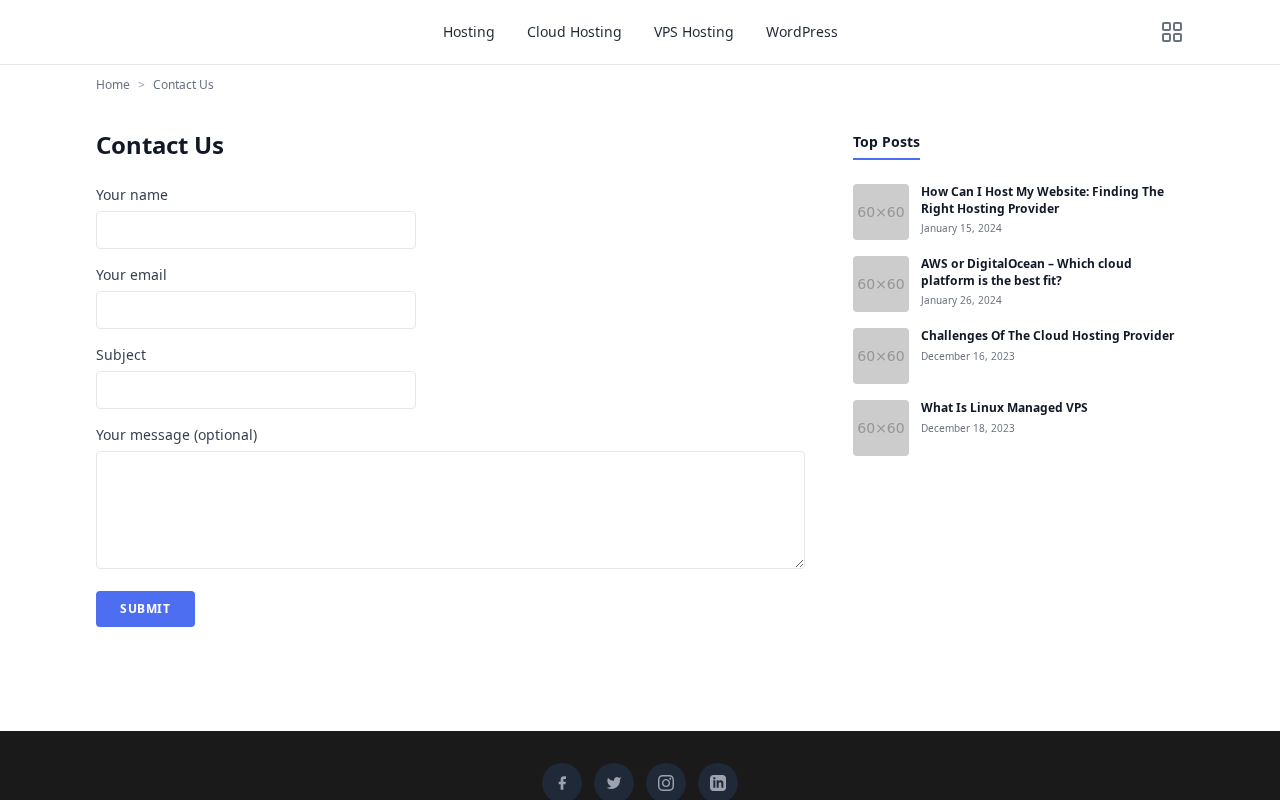 Hosting Cloud Hosting VPS Hosting WordPress
Home > Contact Us
Contact Us
Your name
Your email
Subject
Your message (optional)
SUBMIT
Top Posts
60×60
How Can I Host My Website: Finding The
Right Hosting Provider
January 15, 2024
60×60
AWS or DigitalOcean – Which cloud
platform is the best fit?
January 26, 2024
60×60
Challenges Of The Cloud Hosting Provider
December 16, 2023
60×60
What Is Linux Managed VPS
December 18, 2023